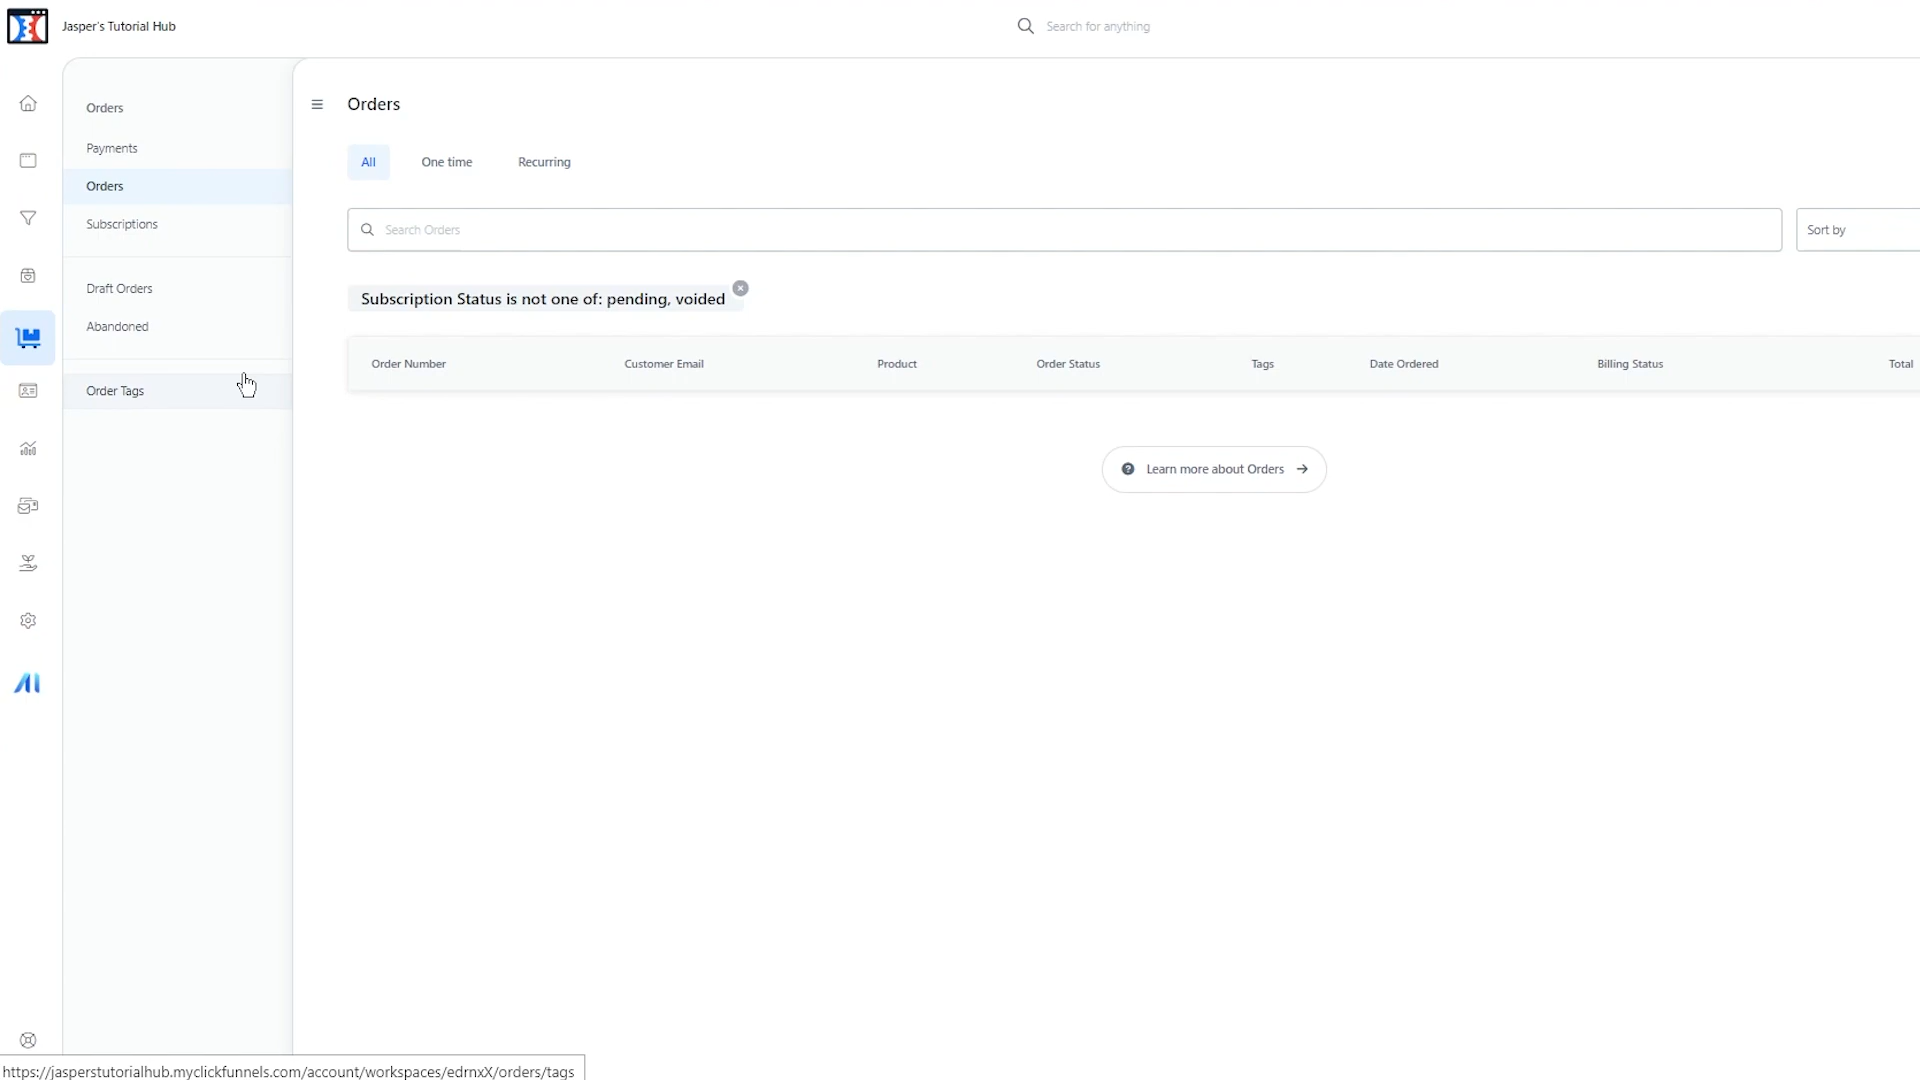 Jasper's Tutorial Hub
Search for anything
Orders
Payments
Orders
Subscriptions
Draft Orders
Abandoned
Order Tags
Orders
All One time Recurring
Search Orders
Sort by
Subscription Status is not one of: pending, voided
Order Number Customer Email Product Order Status Tags Date Ordered Billing Status Total
Learn more about Orders
AI
https://jasperstutorialhub.myclickfunnels.com/account/workspaces/edrnxX/orders/tags